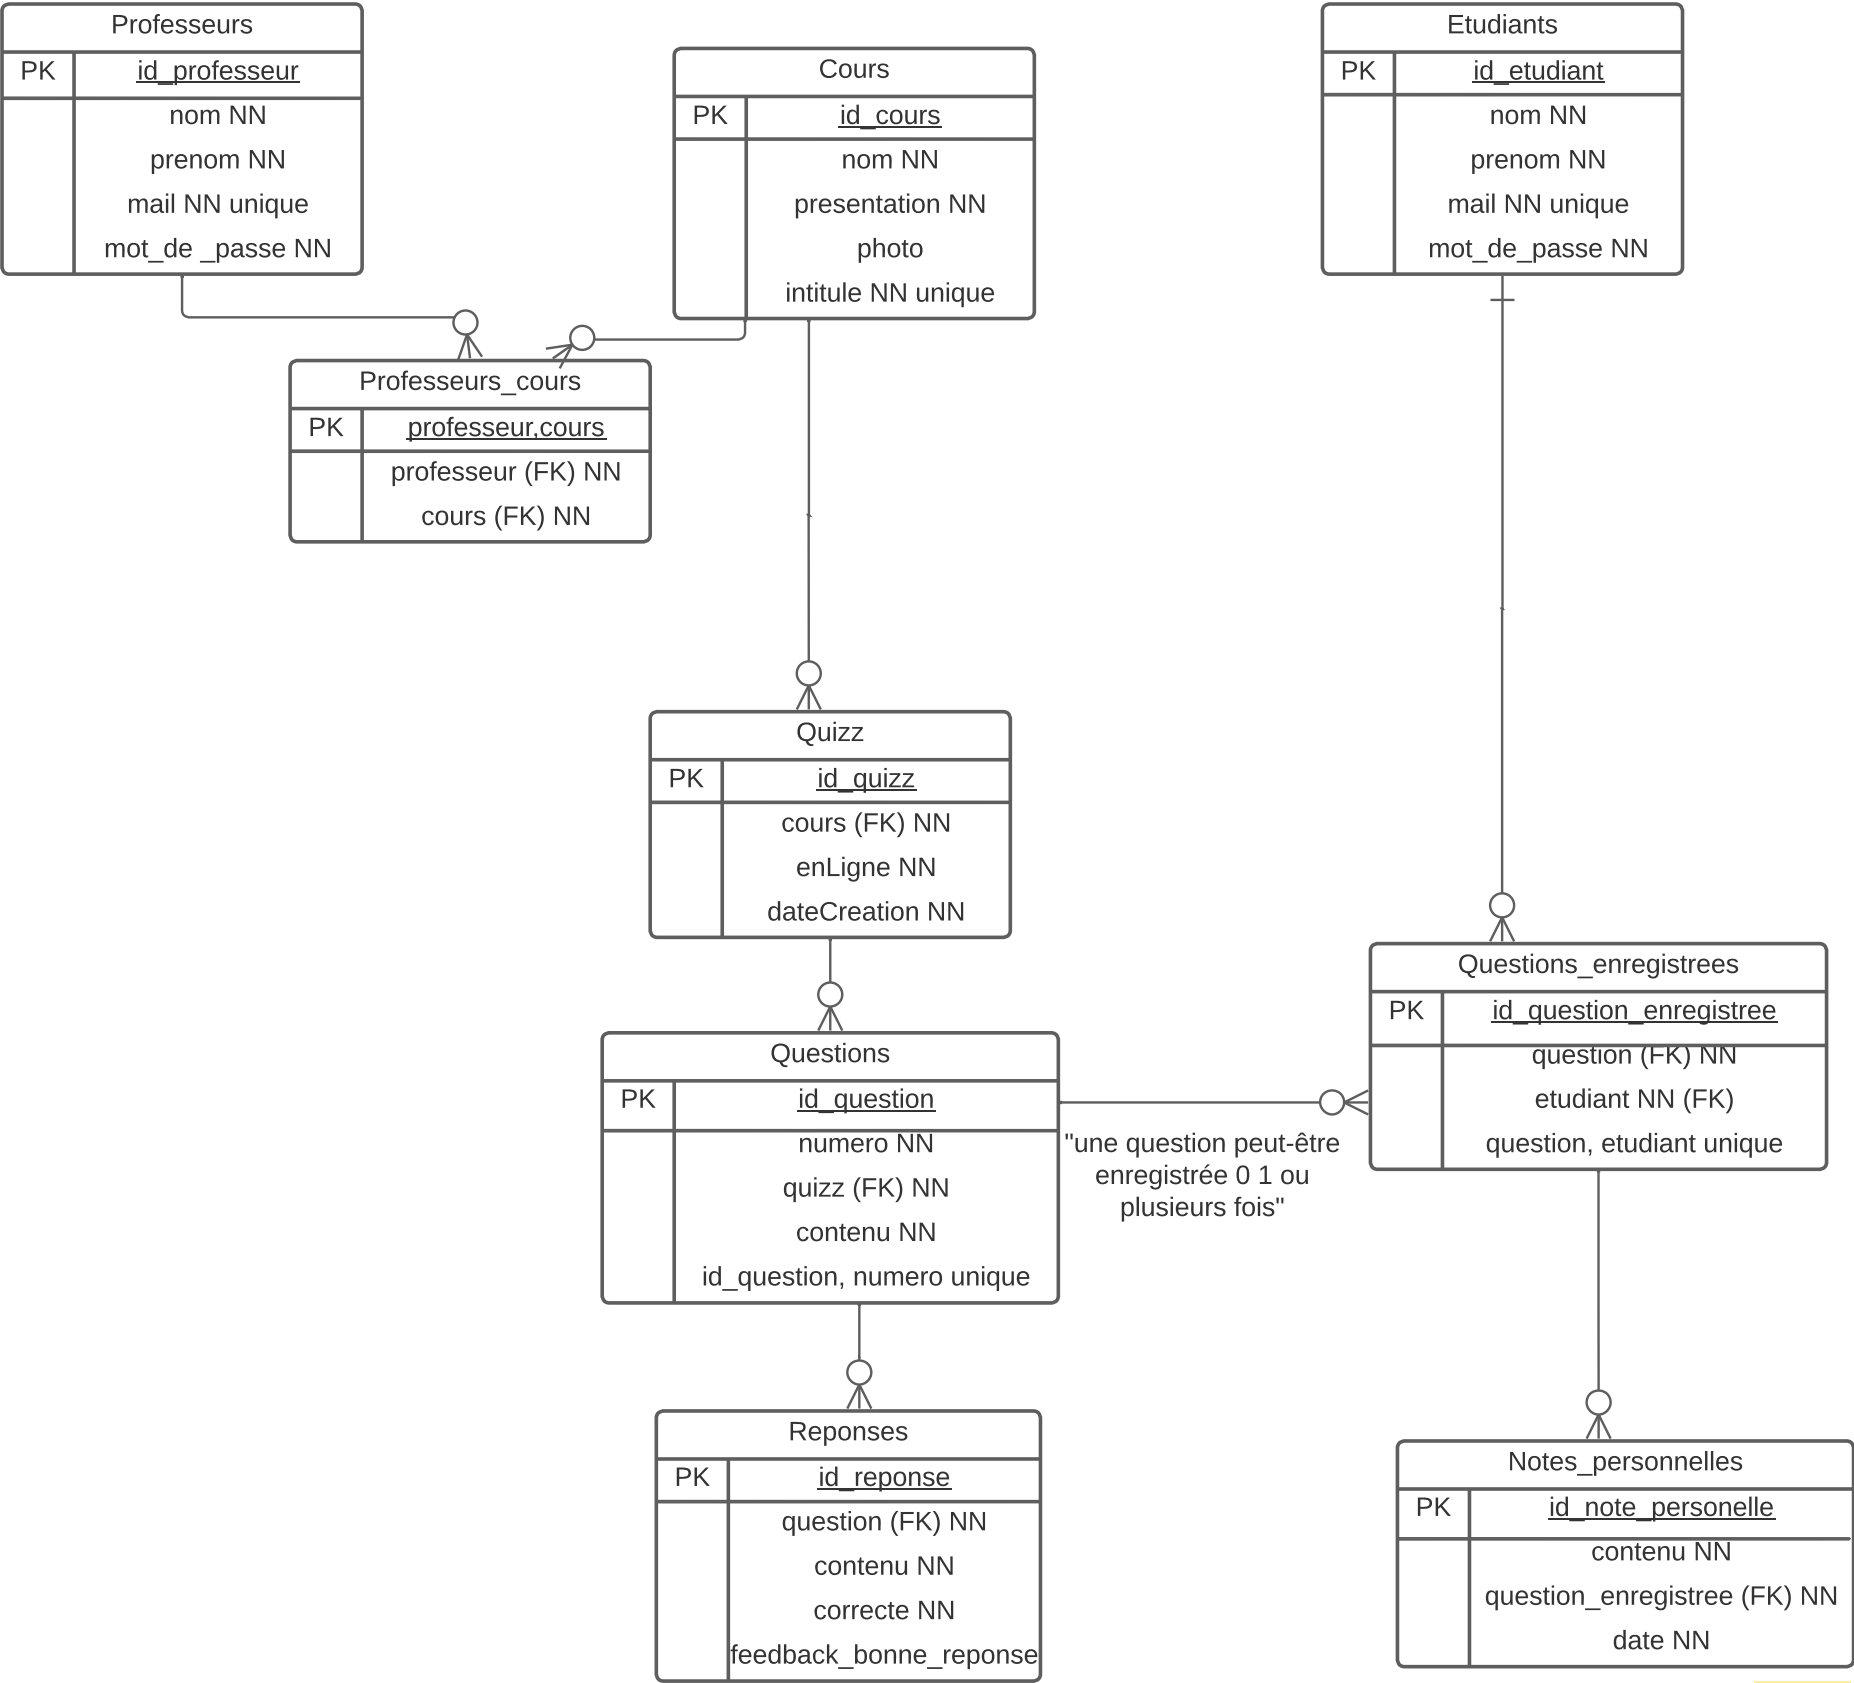 Professeurs
PK
id_professeur
nom NN
prenom NN
mail NN unique
mot_de _passe NN
Cours
PK
id_cours
nom NN
presentation NN
photo
intitule NN unique
Etudiants
PK
id_etudiant
nom NN
prenom NN
mail NN unique
mot_de_passe NN
Professeurs_cours
PK
professeur,cours
professeur (FK) NN
cours (FK) NN
Quizz
PK
id_quizz
cours (FK) NN
enLigne NN
dateCreation NN
Questions
PK
id_question
numero NN
quizz (FK) NN
contenu NN
id_question, numero unique
"une question peut-être
enregistrée 0 1 ou
plusieurs fois"
Questions_enregistrees
PK
id_question_enregistree
question (FK) NN
etudiant NN (FK)
question, etudiant unique
Reponses
PK
id_reponse
question (FK) NN
contenu NN
correcte NN
feedback_bonne_reponse
Notes_personnelles
PK
id_note_personelle
contenu NN
question_enregistree (FK) NN
date NN